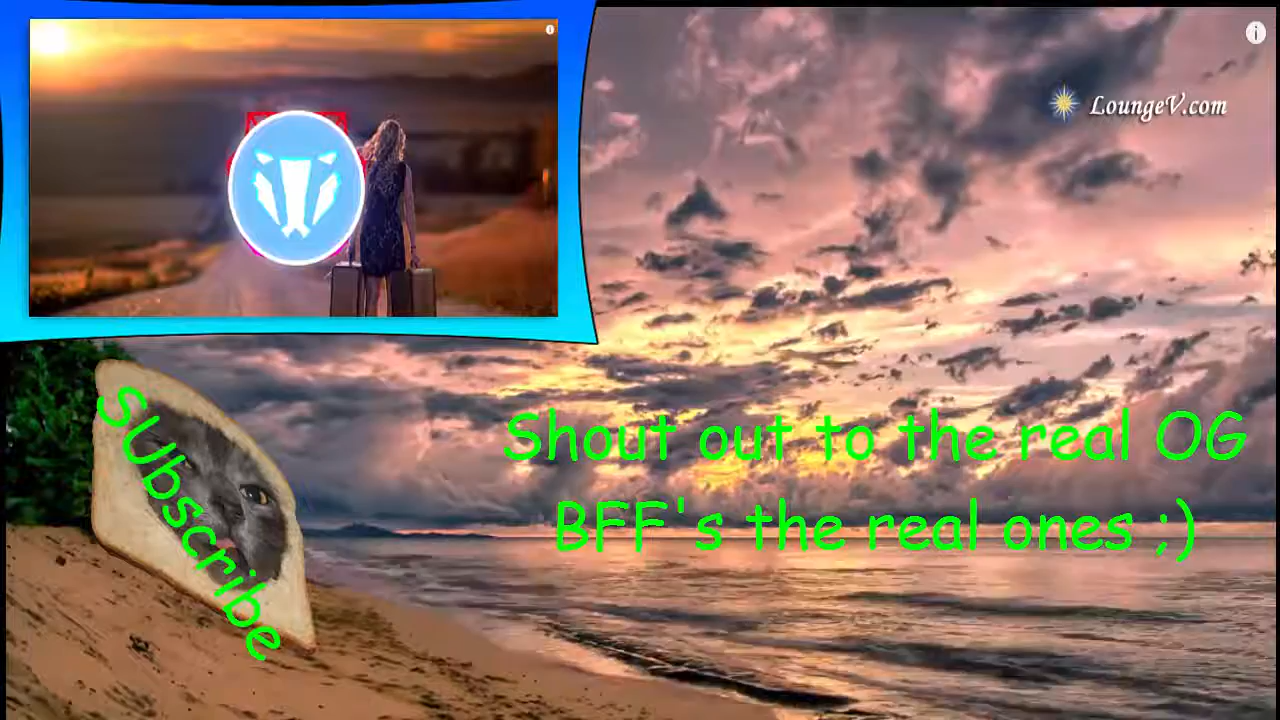 LoungeV.com
Shout out to the real OG
BFF's the real ones ;)
SUbscribe